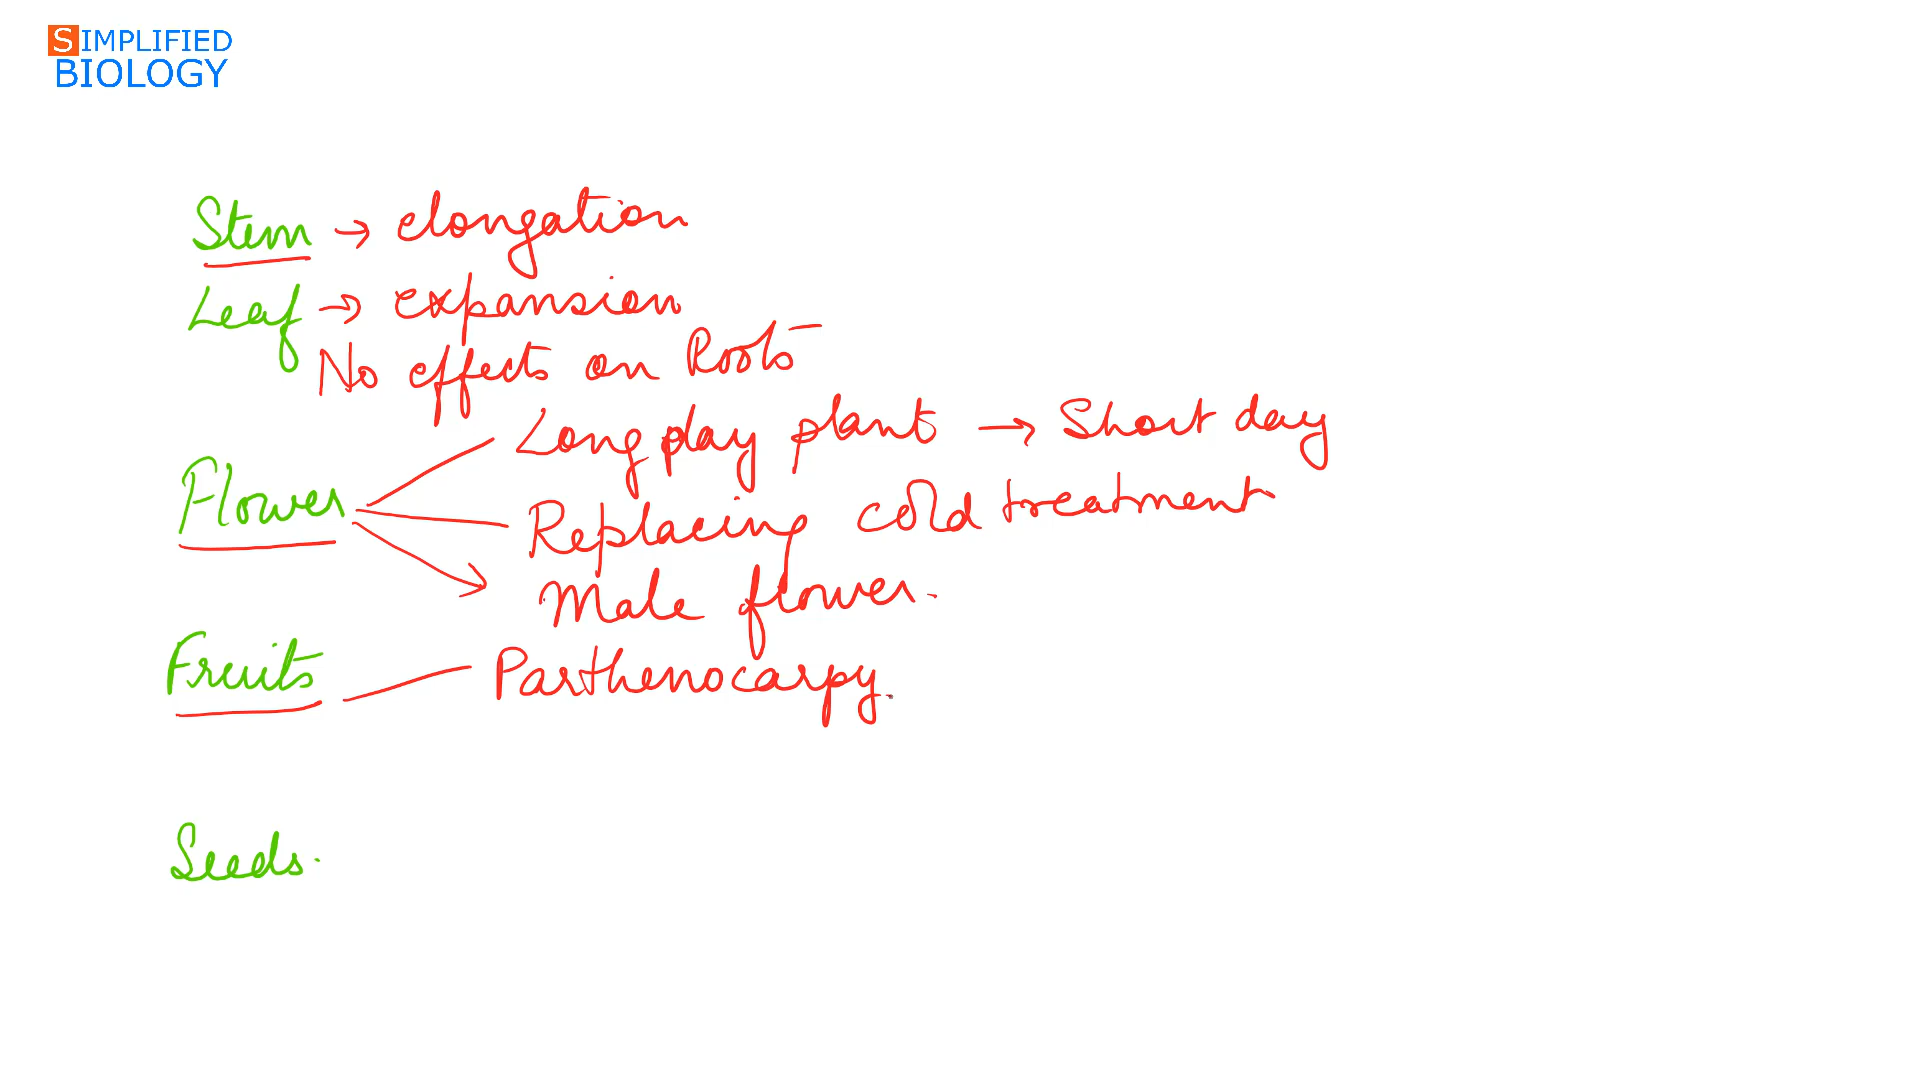 SIMPLIFIED
BIOLOGY
Stem → elongation
Leaf → expansion
No effects on Roots
Flower
Long play plant → Short day
Replacing cold treatment
Male flower.
Fruits
Parthenocarpy.
Seeds.